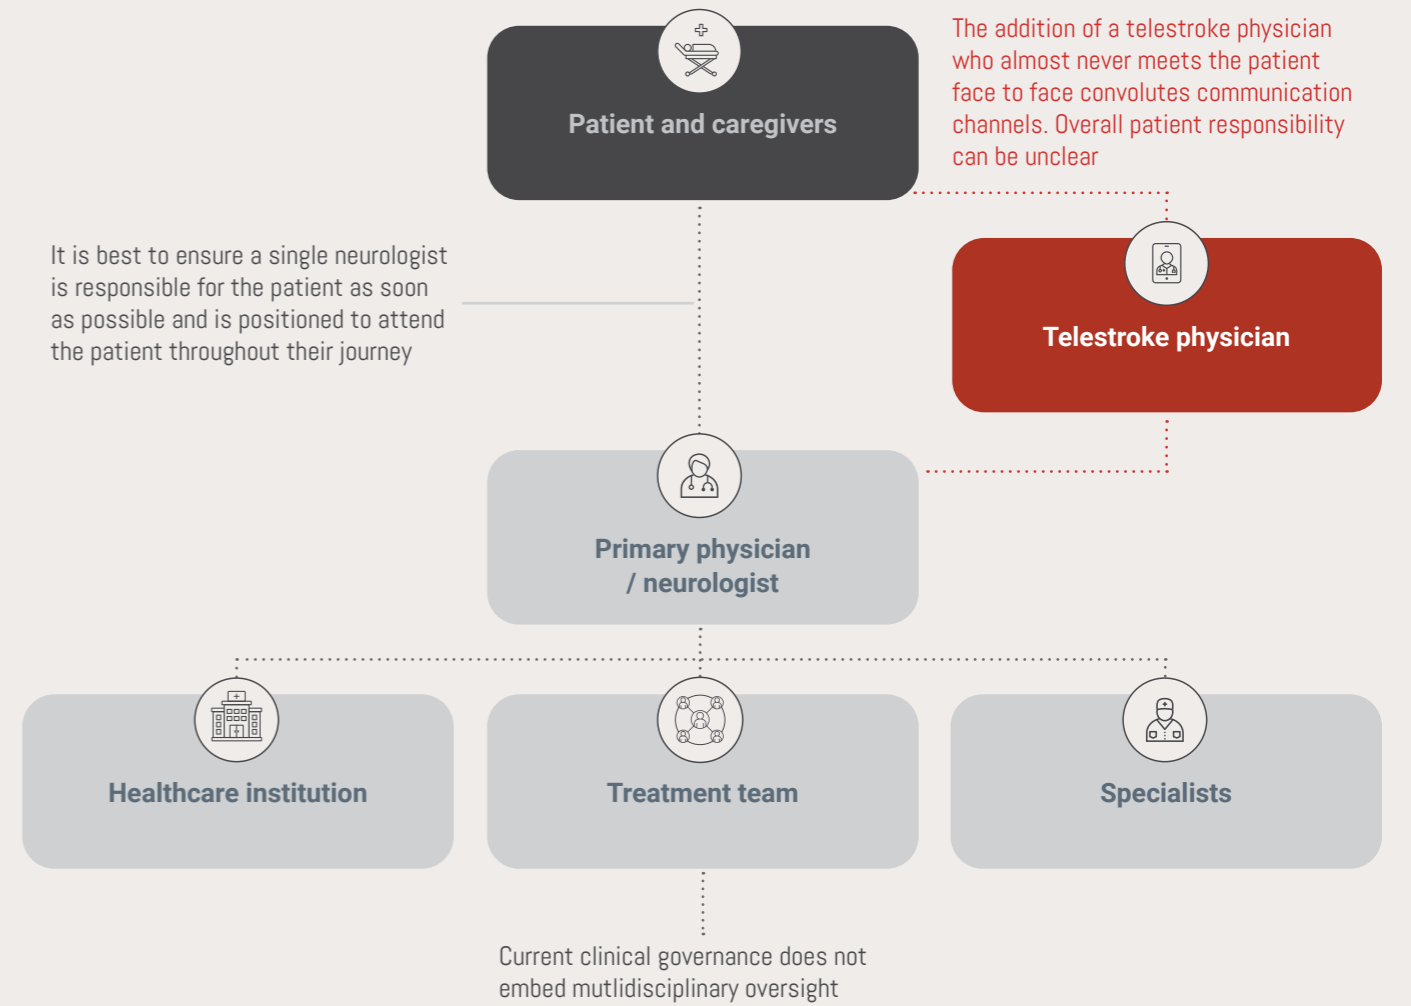 The addition of a telestroke physician
who almost never meets the patient
face to face convolutes communication
channels. Overall patient responsibility
can be unclear
Patient and caregivers
It is best to ensure a single neurologist
is responsible for the patient as soon
as possible and is positioned to attend
the patient throughout their journey
Telestroke physician
Primary physician
/ neurologist
Healthcare institution
Treatment team
Specialists
Current clinical governance does not
embed mutlidisciplinary oversight